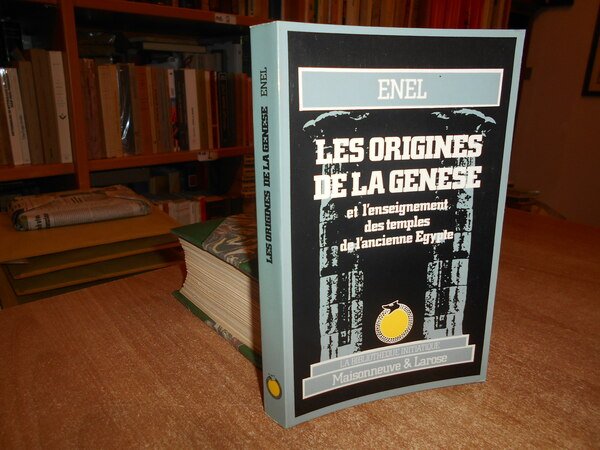 ENEL
LES ORIGINES
DE LA GENESE
et l'enseignement
des temples
de l'ancienne Egypte
LA BIBLIOTHEQUE INITIATIQUE
Maisonneuve & Larose
LES ORIGINES DE LA GENESE ENEL